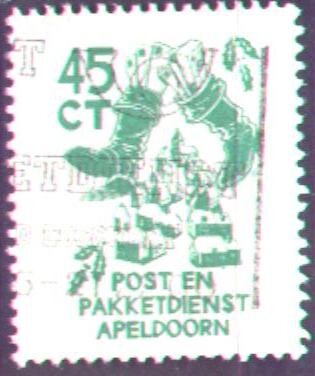 45
CT
POST EN
PAKKETDIENST
APELDOORN